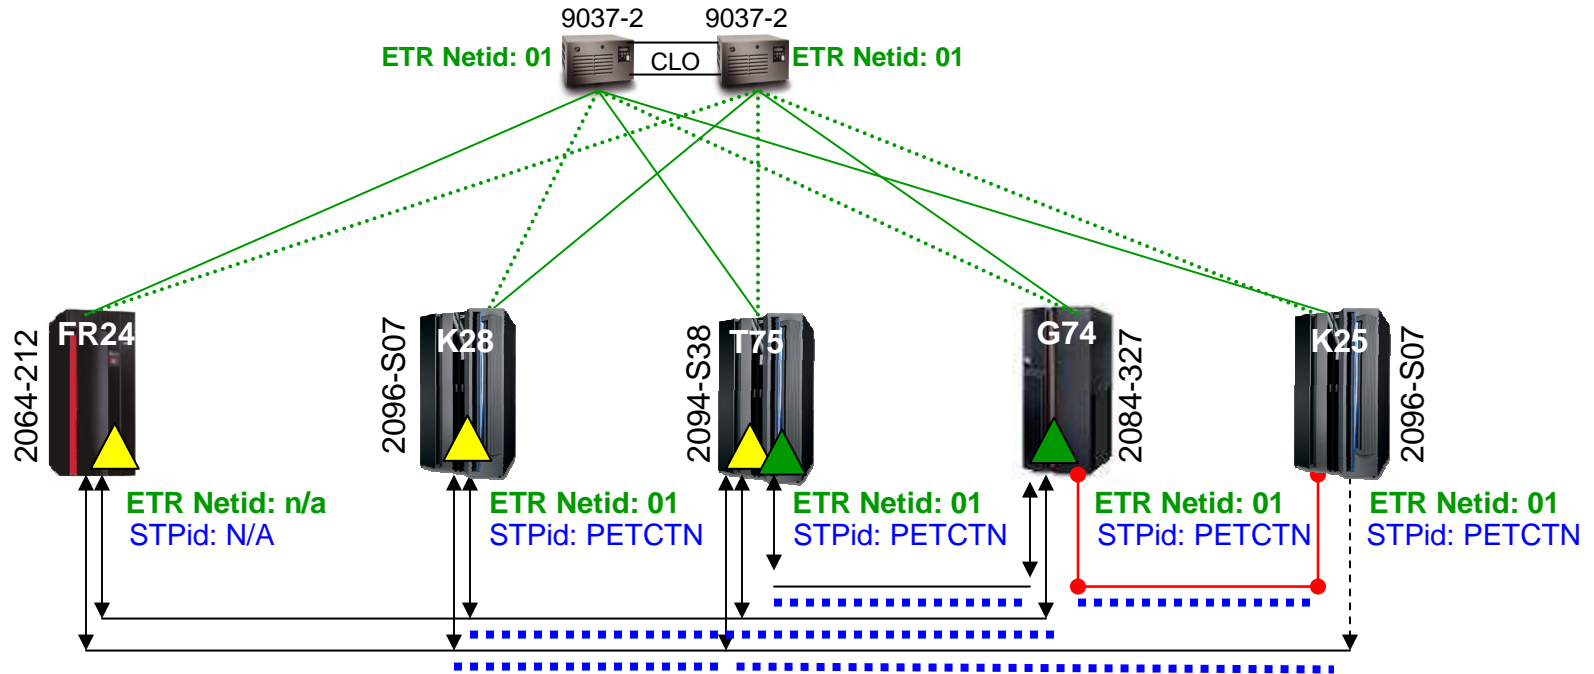 9037-2
9037-2
ETR Netid: 01
CLO
ETR Netid: 01
FR24
2064-212
K28
2096-S07
T75
2094-S38
G74
2084-327
K25
2096-S07
ETR Netid: n/a
STPid: N/A
ETR Netid: 01
STPid: PETCTN
ETR Netid: 01
STPid: PETCTN
ETR Netid: 01
STPid: PETCTN
ETR Netid: 01
STPid: PETCTN